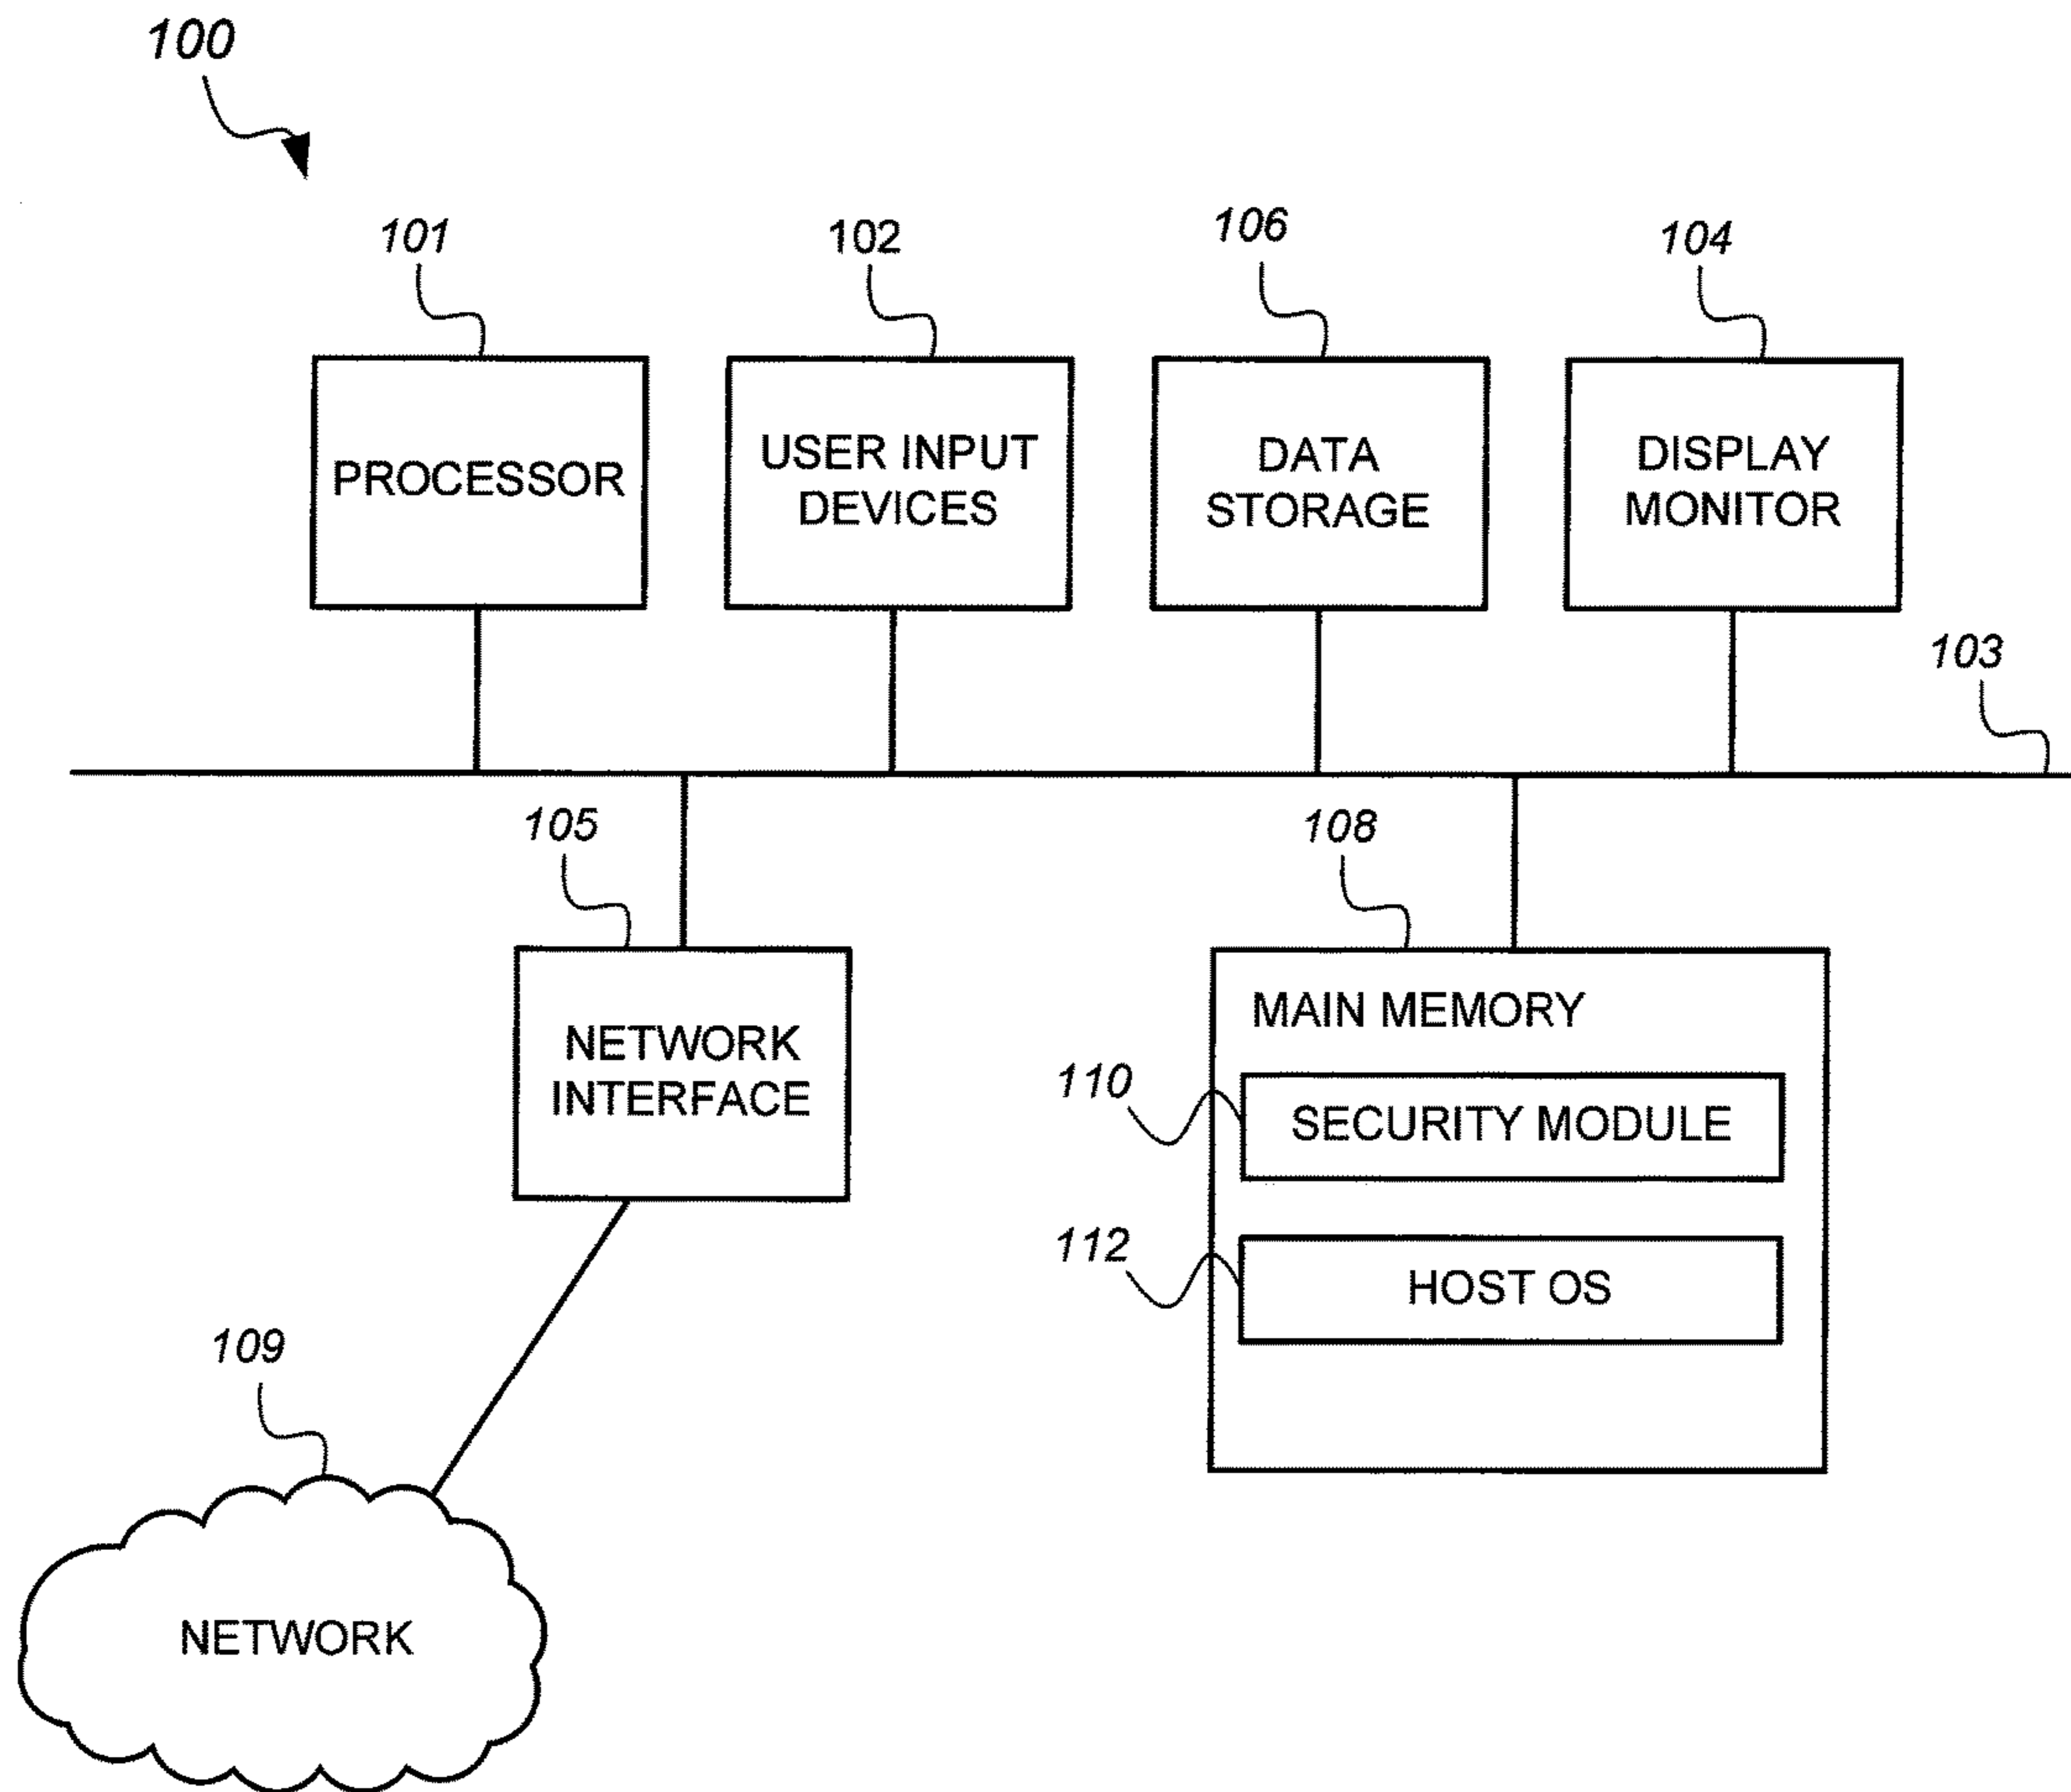 100
101
102
106
104
PROCESSOR
USER INPUT
DEVICES
DATA
STORAGE
DISPLAY
MONITOR
103
105
108
NETWORK
INTERFACE
MAIN MEMORY
110
SECURITY MODULE
112
HOST OS
109
NETWORK